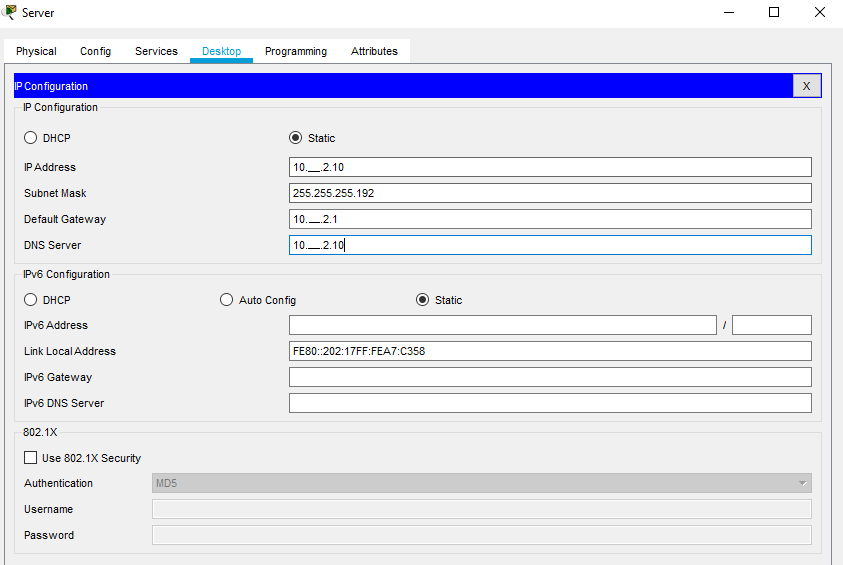 Server
Physical Config Services Desktop Programming Attributes
IP Configuration X
IP Configuration
DHCP Static
IP Address 10.__.2.10
Subnet Mask 255.255.255.192
Default Gateway 10.__.2.1
DNS Server 10.__.2.10
IPv6 Configuration
DHCP Auto Config Static
IPv6 Address /
Link Local Address FE80::202:17FF:FEA7:C358
IPv6 Gateway
IPv6 DNS Server
802.1X
Use 802.1X Security
Authentication MD5
Username
Password